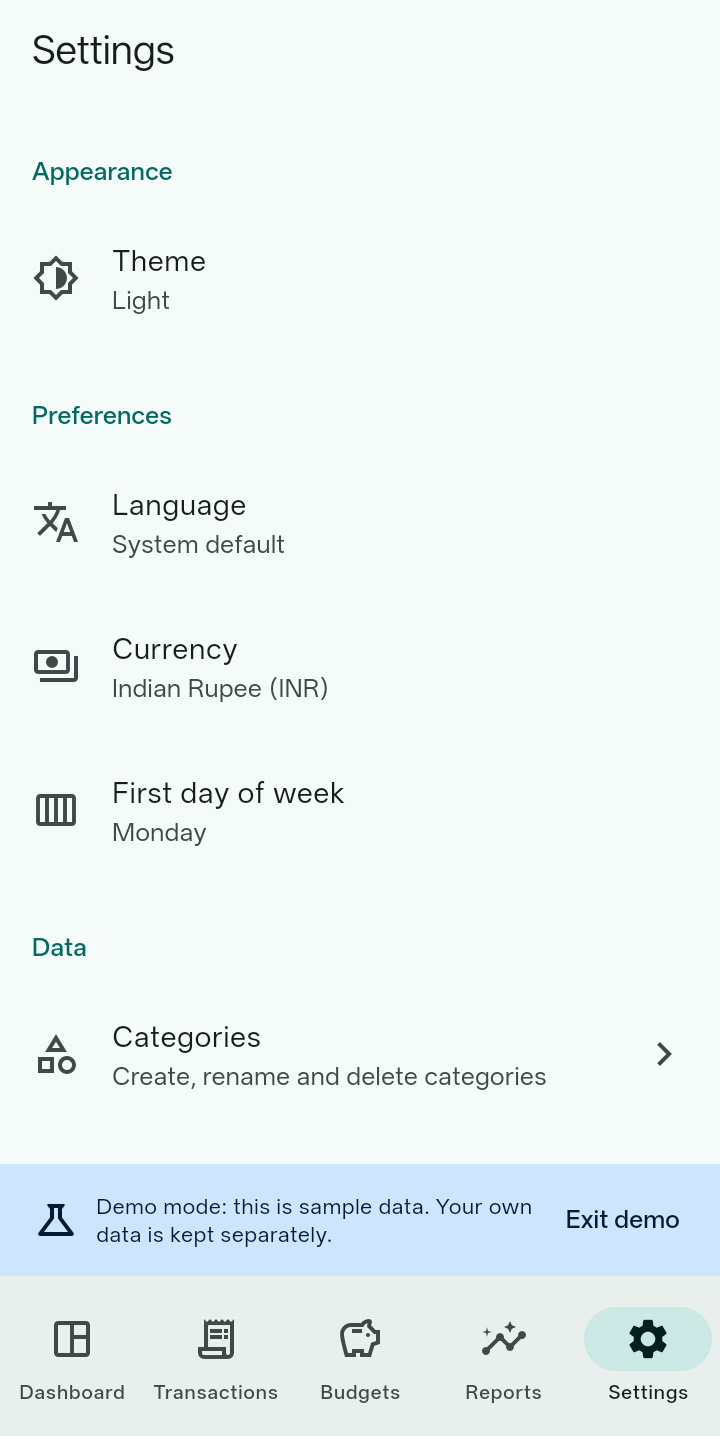 Settings
Appearance
Theme
Light
Preferences
Language
System default
Currency
Indian Rupee (INR)
First day of week
Monday
Data
Categories
Create, rename and delete categories
Demo mode: this is sample data. Your own
data is kept separately.
Exit demo
Dashboard
Transactions
Budgets
Reports
Settings